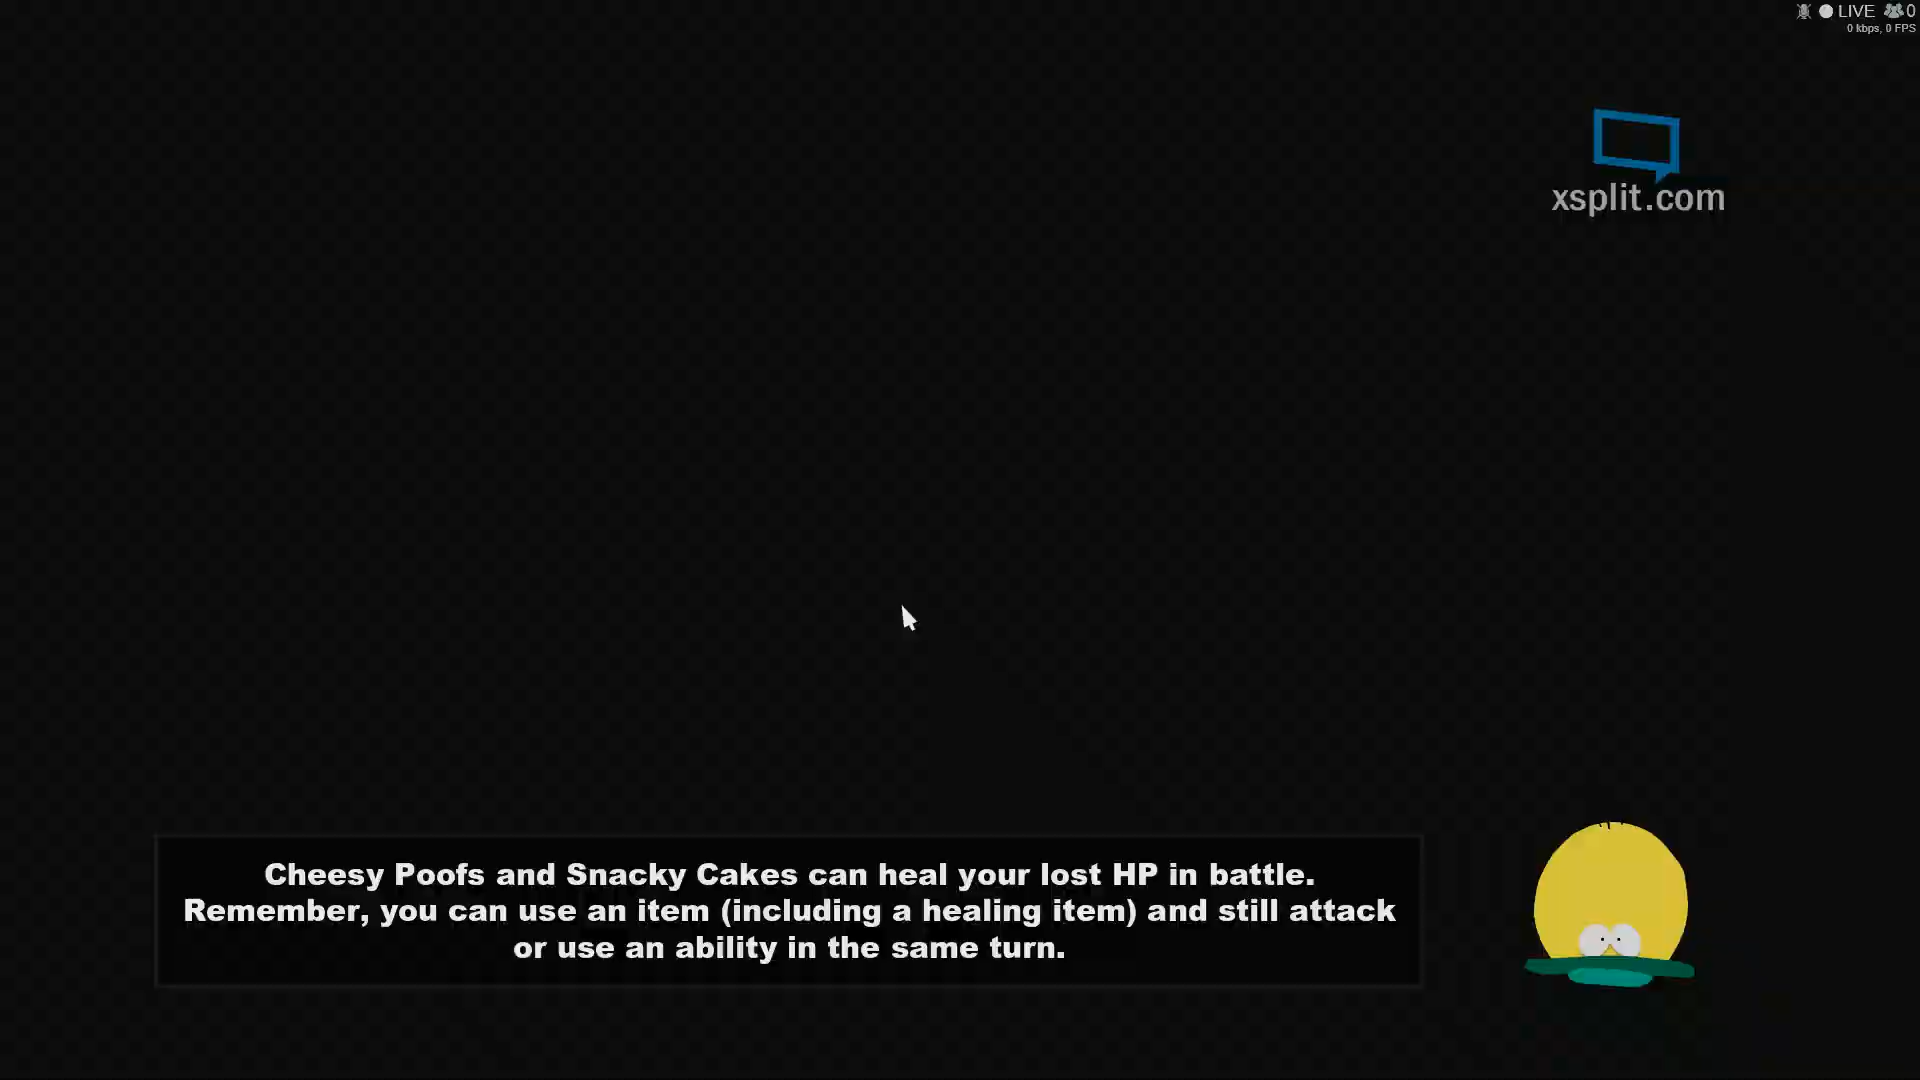 LIVE 0
0 kbps, 0 FPS
xsplit.com
Cheesy Poofs and Snacky Cakes can heal your lost HP in battle.
Remember, you can use an item (including a healing item) and still attack
or use an ability in the same turn.